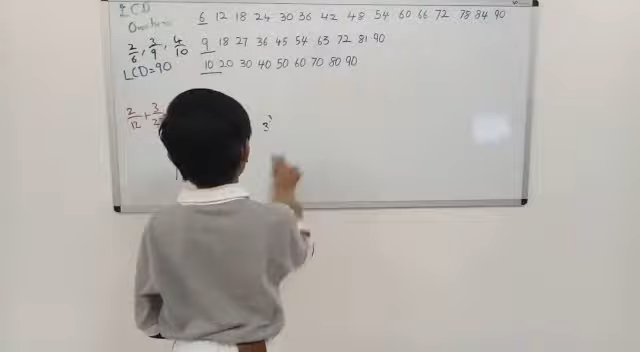 LCD
6 12 18 24 30 36 42 48 54 60 66 72 78 84 90
2/6, 3/9, 4/10
9 18 27 36 45 54 63 72 81 90
LCD=90
10 20 30 40 50 60 70 80 90
2/12 + 3/2
3